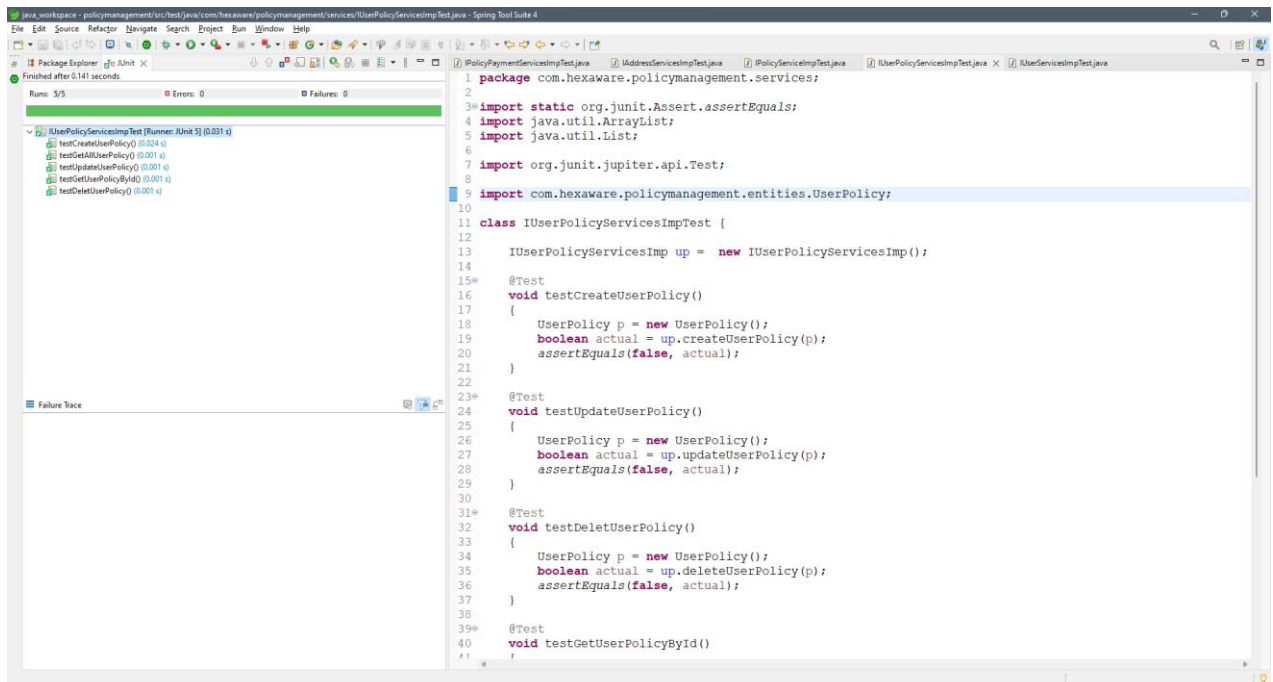 java_workspace - policymanagement/src/test/java/com/hexaware/policymanagement/services/IUserPolicyServicesImpTest.java - Spring Tool Suite 4
File Edit Source Refactor Navigate Search Project Run Window Help
Package Explorer JUnit
IPolicyPaymentServicesImpTest.java IAddressServicesImpTest.java IPolicyServiceImpTest.java IUserPolicyServicesImpTest.java IUserServicesImpTest.java
Finished after 0.141 seconds
Runs: 5/5 Errors: 0 Failures: 0
IUserPolicyServicesImpTest [Runner: JUnit 5] (0.031 s)
testCreateUserPolicy() (0.024 s)
testGetAllUserPolicy() (0.001 s)
testUpdateUserPolicy() (0.001 s)
testGetUserPolicyById() (0.001 s)
testDeletUserPolicy() (0.001 s)
Failure Trace
1 package com.hexaware.policymanagement.services;
2
3 import static org.junit.Assert.assertEquals;
4 import java.util.ArrayList;
5 import java.util.List;
6
7 import org.junit.jupiter.api.Test;
8
9 import com.hexaware.policymanagement.entities.UserPolicy;
10
11 class IUserPolicyServicesImpTest {
12
13 IUserPolicyServicesImp up = new IUserPolicyServicesImp();
14
15 @Test
16 void testCreateUserPolicy()
17 {
18 UserPolicy p = new UserPolicy();
19 boolean actual = up.createUserPolicy(p);
20 assertEquals(false, actual);
21 }
22
23 @Test
24 void testUpdateUserPolicy()
25 {
26 UserPolicy p = new UserPolicy();
27 boolean actual = up.updateUserPolicy(p);
28 assertEquals(false, actual);
29 }
30
31 @Test
32 void testDeletUserPolicy()
33 {
34 UserPolicy p = new UserPolicy();
35 boolean actual = up.deleteUserPolicy(p);
36 assertEquals(false, actual);
37 }
38
39 @Test
40 void testGetUserPolicyById()
41 {